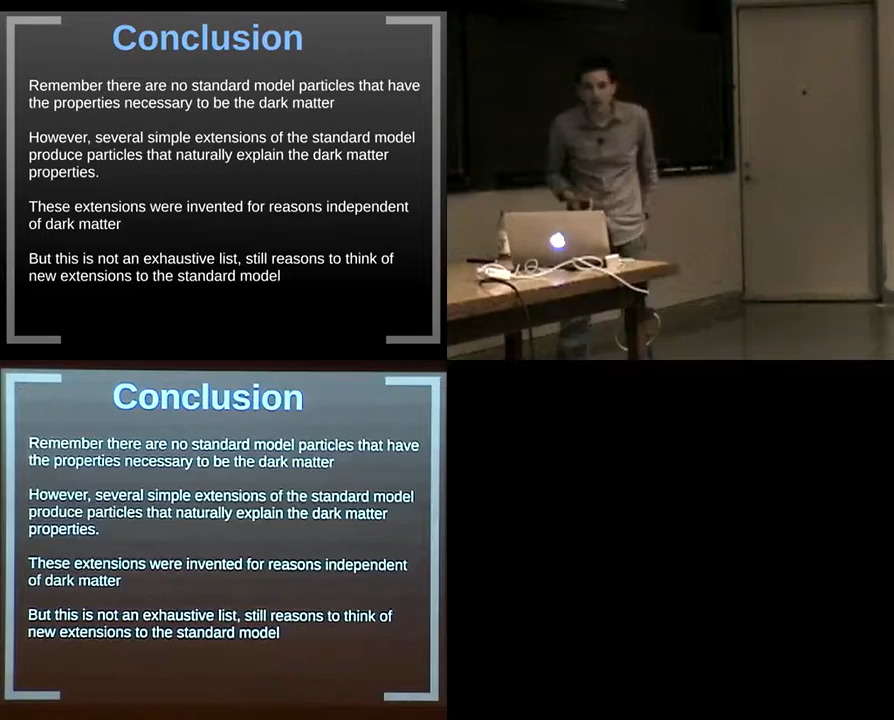 Conclusion
Remember there are no standard model particles that have
the properties necessary to be the dark matter
However, several simple extensions of the standard model
produce particles that naturally explain the dark matter
properties.
These extensions were invented for reasons independent
of dark matter
But this is not an exhaustive list, still reasons to think of
new extensions to the standard model
Conclusion
Remember there are no standard model particles that have
the properties necessary to be the dark matter
However, several simple extensions of the standard model
produce particles that naturally explain the dark matter
properties.
These extensions were invented for reasons independent
of dark matter
But this is not an exhaustive list, still reasons to think of
new extensions to the standard model